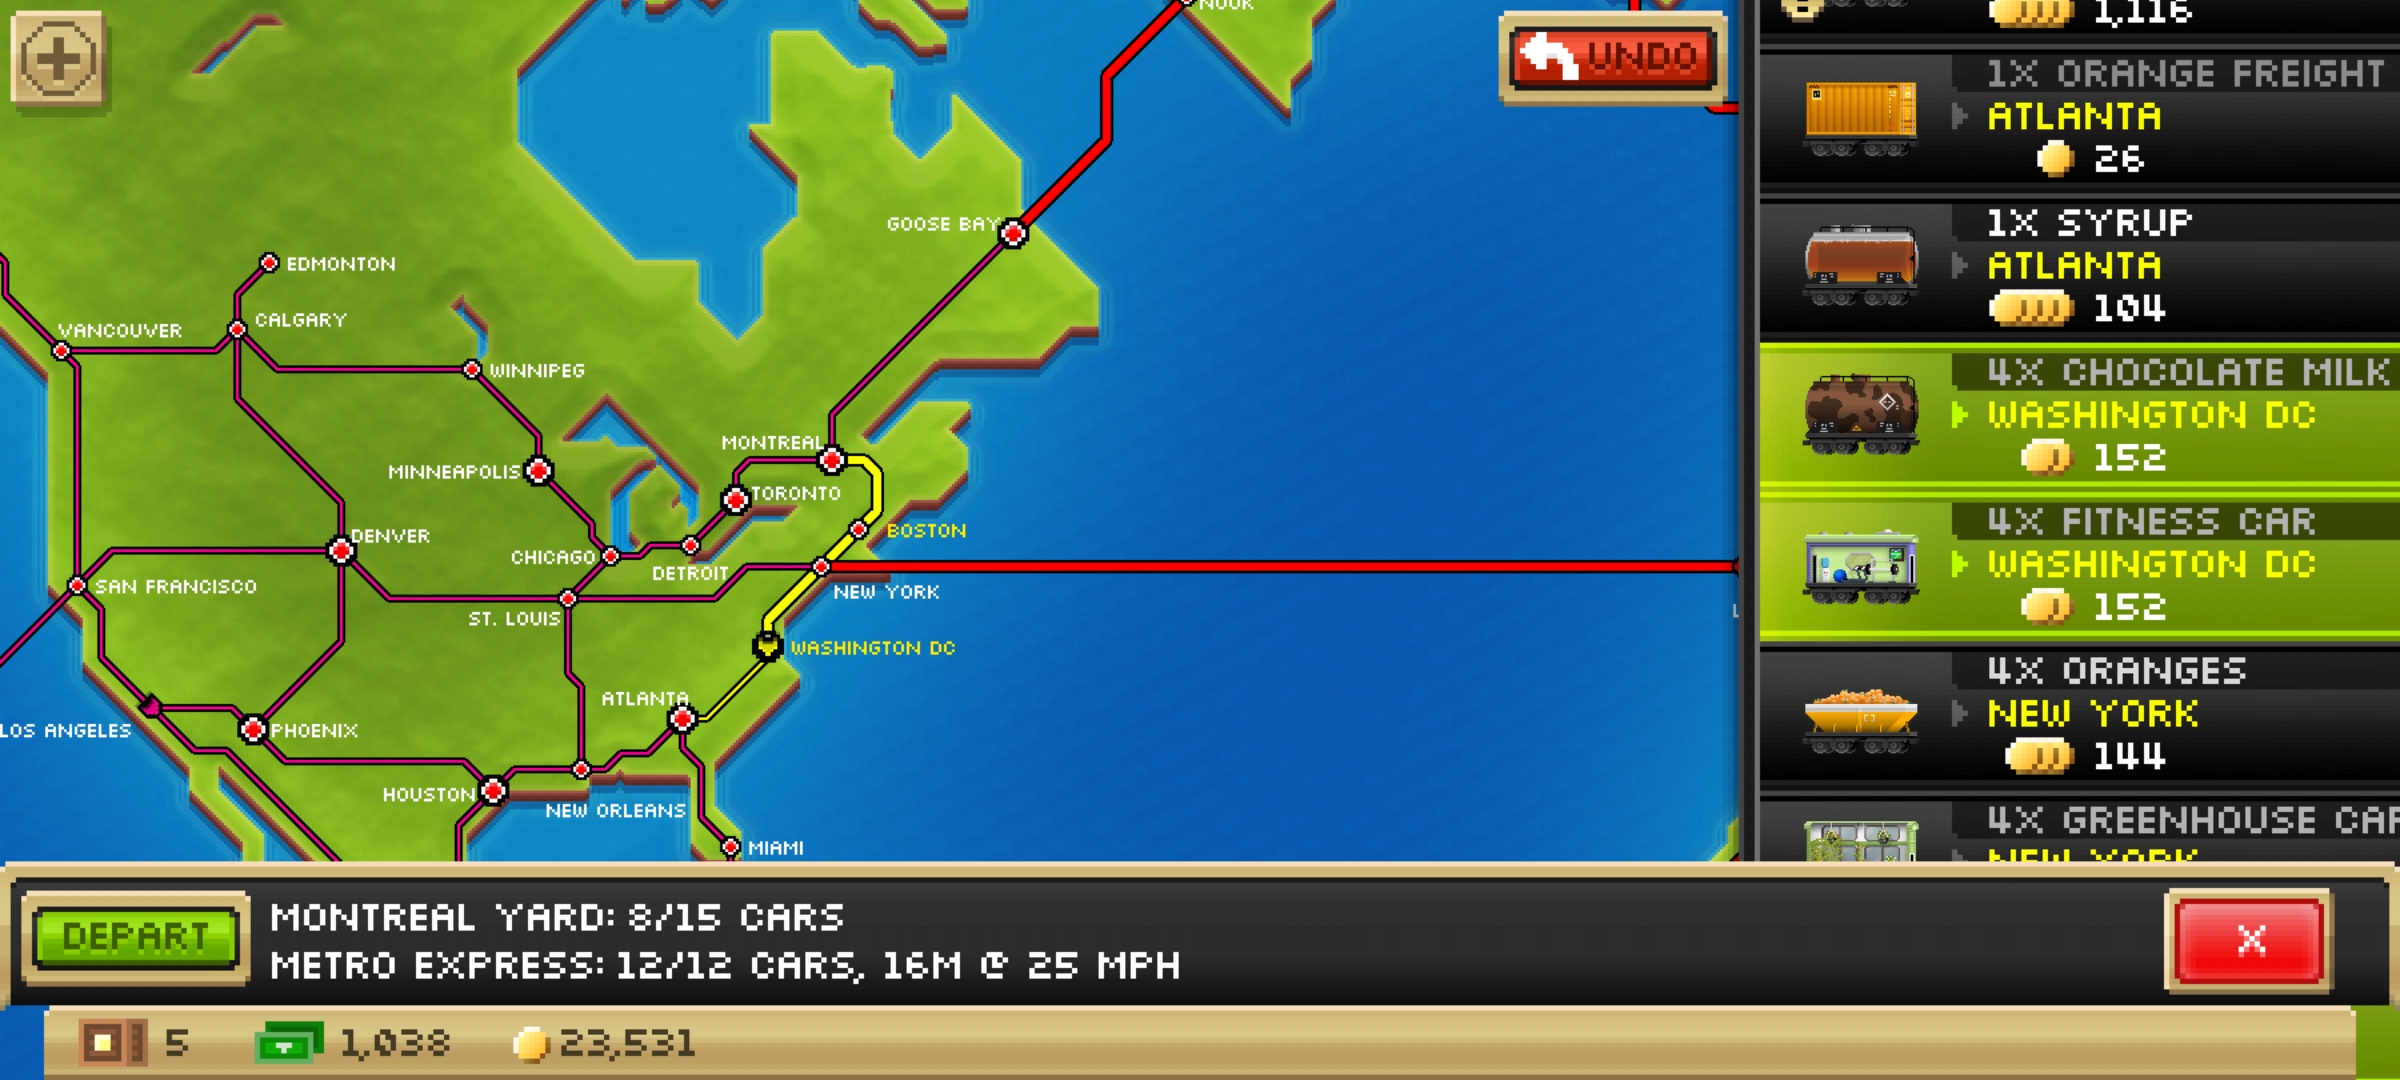 NUUK
UNDO
1,116
1X ORANGE FREIGHT
ATLANTA
26
1X SYRUP
ATLANTA
104
4X CHOCOLATE MILK
WASHINGTON DC
152
4X FITNESS CAR
WASHINGTON DC
152
4X ORANGES
NEW YORK
144
4X GREENHOUSE CAR
NEW YORK
GOOSE BAY
EDMONTON
CALGARY
VANCOUVER
WINNIPEG
MONTREAL
MINNEAPOLIS
TORONTO
BOSTON
DENVER
CHICAGO
DETROIT
SAN FRANCISCO
NEW YORK
ST. LOUIS
WASHINGTON DC
ATLANTA
LOS ANGELES
PHOENIX
HOUSTON
NEW ORLEANS
MIAMI
DEPART
MONTREAL YARD: 8/15 CARS
METRO EXPRESS: 12/12 CARS, 16M @ 25 MPH
X
5
1,038
23,531